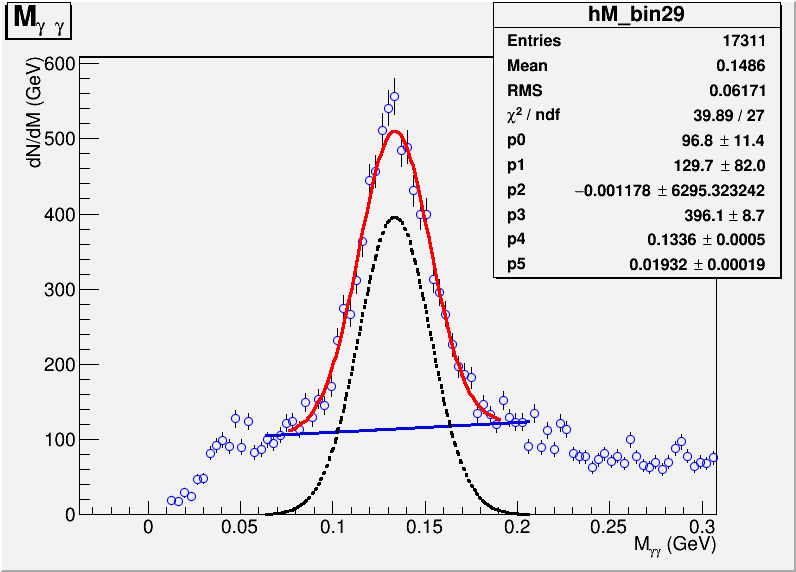 M γ γ
hM_bin29
Entries 17311
Mean 0.1486
RMS 0.06171
χ² / ndf 39.89 / 27
p0 96.8 ± 11.4
p1 129.7 ± 82.0
p2 −0.001178 ± 6295.323242
p3 396.1 ± 8.7
p4 0.1336 ± 0.0005
p5 0.01932 ± 0.00019
dN/dM (GeV)
600
500
400
300
200
100
0
0 0.05 0.1 0.15 0.2 0.25 0.3
M γγ (GeV)